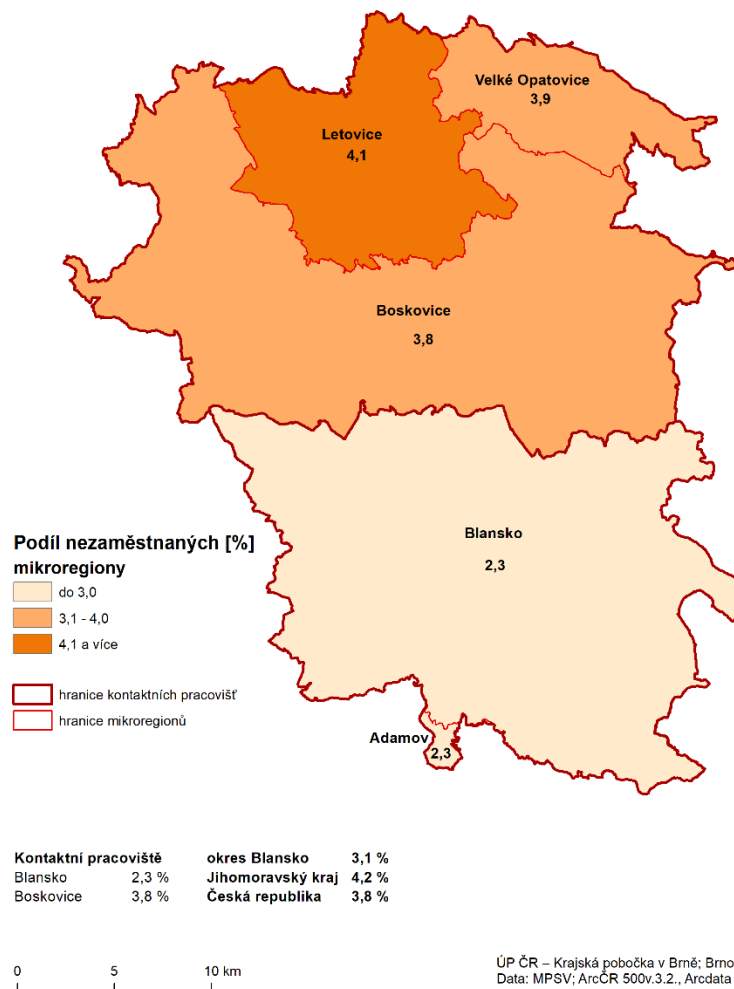 Velké Opatovice
3,9
Letovice
4,1
Boskovice
3,8
Blansko
2,3
Podíl nezaměstnaných [%]
mikroregiony
do 3,0
3,1 - 4,0
4,1 a více
hranice kontaktních pracovišť
hranice mikroregionů
Adamov
2,3
Kontaktní pracoviště okres Blansko 3,1 %
Blansko 2,3 % Jihomoravský kraj 4,2 %
Boskovice 3,8 % Česká republika 3,8 %
0 5 10 km
ÚP ČR – Krajská pobočka v Brně; Brno
Data: MPSV; ArcČR 500v.3.2., Arcdata